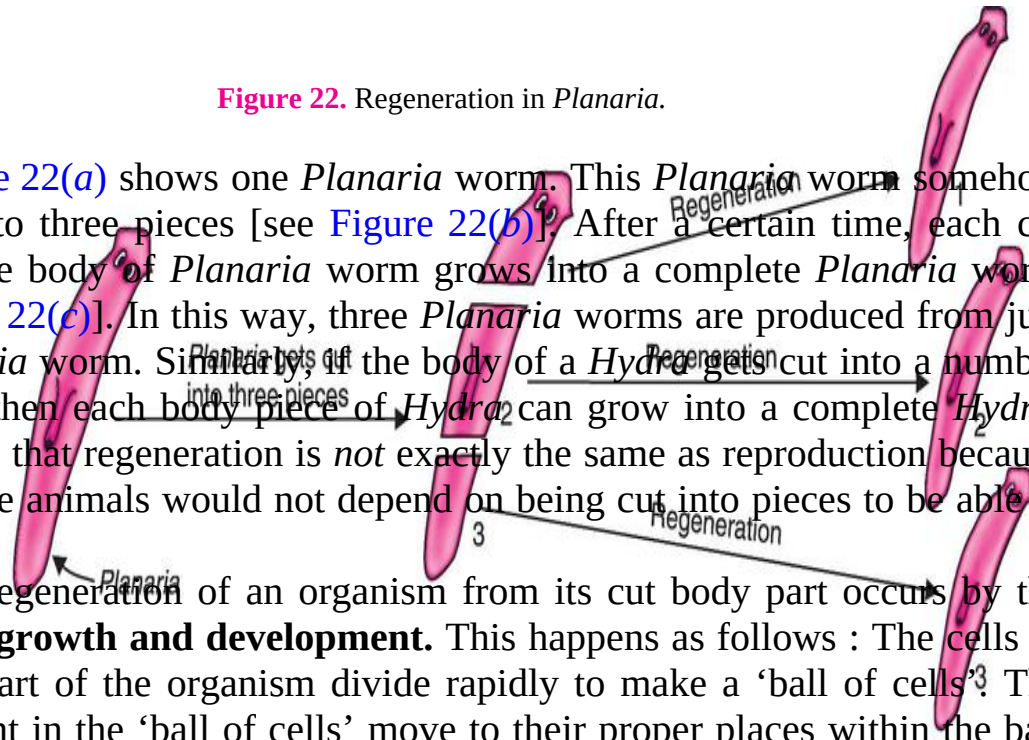 Figure 22. Regeneration in Planaria.
e 22(a) shows one Planaria worm. This Planaria worm someho
Regeneration
1
to three pieces [see Figure 22(b)]. After a certain time, each c
e body of Planaria worm grows into a complete Planaria wor
22(c)]. In this way, three Planaria worms are produced from ju
ia worm. Similarly, if the body of a Hydra gets cut into a numb
Planaria gets cut
into three pieces
Regeneration
then each body piece of Hydra can grow into a complete Hydr
2
2
that regeneration is not exactly the same as reproduction becau
e animals would not depend on being cut into pieces to be able
3
Regeneration
Planaria
egeneration of an organism from its cut body part occurs by t
growth and development. This happens as follows : The cells
art of the organism divide rapidly to make a ‘ball of cells’. T
3
nt in the ‘ball of cells’ move to their proper places within the ba